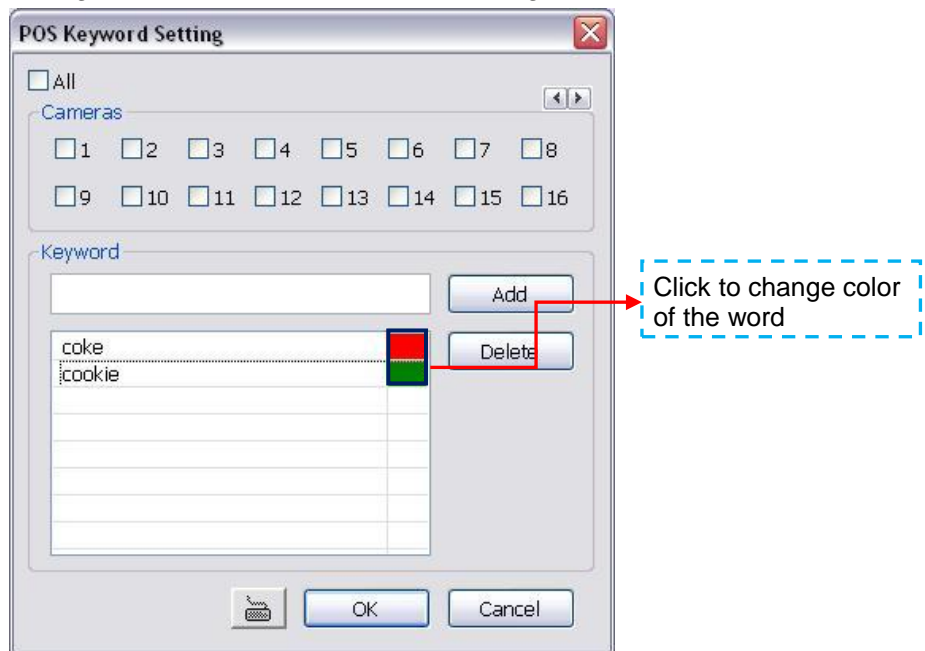 POS Keyword Setting
All
Cameras
1 2 3 4 5 6 7 8
9 10 11 12 13 14 15 16
Keyword
Add
coke
Delete
cookie
OK Cancel
Click to change color
of the word